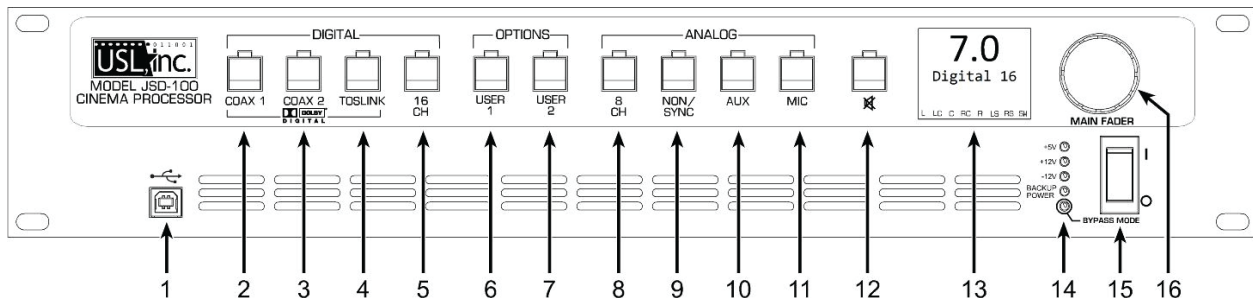 DIGITAL
OPTIONS
ANALOG
011001
USL, inc.
MODEL JSD-100
CINEMA PROCESSOR
COAX 1
COAX 2
TOSLINK
16
CH
USER
1
USER
2
8
CH
NON/
SYNC
AUX
MIC
DOLBY
DIGITAL
7.0
Digital 16
L LC C RC R LS RS SW
MAIN FADER
+5V
+12V
-12V
BACKUP
POWER
BYPASS MODE
I
O
1 2 3 4 5 6 7 8 9 10 11 12 13 14 15 16